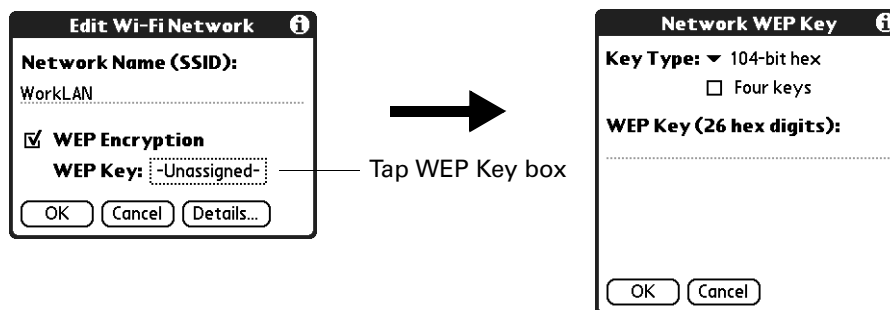 Edit Wi-Fi Network
Network Name (SSID):
WorkLAN
WEP Encryption
WEP Key: -Unassigned-
OK Cancel Details...
Tap WEP Key box
Network WEP Key
Key Type: 104-bit hex
Four keys
WEP Key (26 hex digits):
OK Cancel